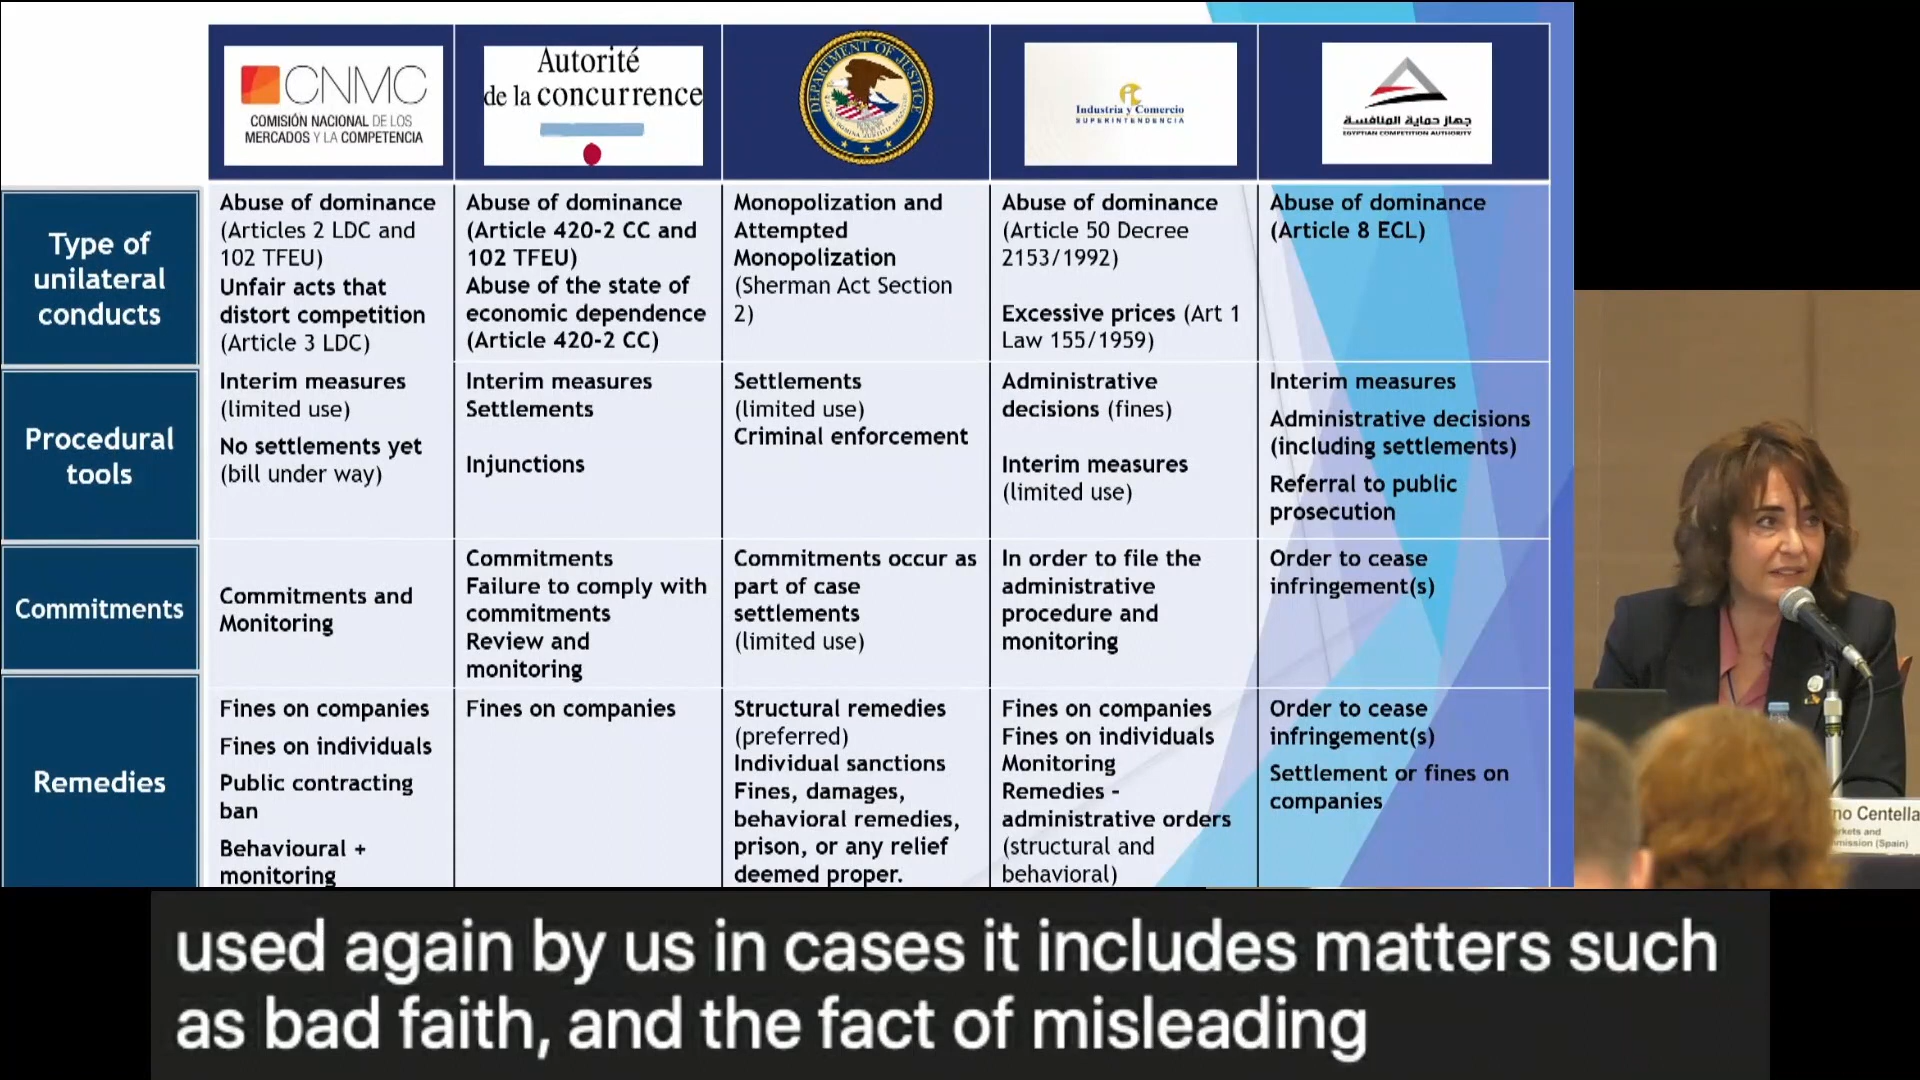 CNMC
COMISIÓN NACIONAL DE LOS
MERCADOS Y LA COMPETENCIA
Autorité
de la concurrence
DEPARTMENT OF JUSTICE
Industria y Comercio
SUPERINTENDENCIA
جهاز حماية المنافسة
EGYPTIAN COMPETITION AUTHORITY
Type of
unilateral
conducts
Abuse of dominance
(Articles 2 LDC and
102 TFEU)
Unfair acts that
distort competition
(Article 3 LDC)
Abuse of dominance
(Article 420-2 CC and
102 TFEU)
Abuse of the state of
economic dependence
(Article 420-2 CC)
Monopolization and
Attempted
Monopolization
(Sherman Act Section
2)
Abuse of dominance
(Article 50 Decree
2153/1992)
Excessive prices (Art 1
Law 155/1959)
Abuse of dominance
(Article 8 ECL)
Procedural
tools
Interim measures
(limited use)
No settlements yet
(bill under way)
Interim measures
Settlements
Injunctions
Settlements
(limited use)
Criminal enforcement
Administrative
decisions (fines)
Interim measures
(limited use)
Interim measures
Administrative decisions
(including settlements)
Referral to public
prosecution
Commitments
Commitments and
Monitoring
Commitments
Failure to comply with
commitments
Review and
monitoring
Commitments occur as
part of case
settlements
(limited use)
In order to file the
administrative
procedure and
monitoring
Order to cease
infringement(s)
Remedies
Fines on companies
Fines on individuals
Public contracting
ban
Behavioural +
monitoring
Fines on companies
Structural remedies
(preferred)
Individual sanctions
Fines, damages,
behavioral remedies,
prison, or any relief
deemed proper.
Fines on companies
Fines on individuals
Monitoring
Remedies -
administrative orders
(structural and
behavioral)
Order to cease
infringement(s)
Settlement or fines on
companies
no Centella
rkets and
mission (Spain)
used again by us in cases it includes matters such
as bad faith, and the fact of misleading